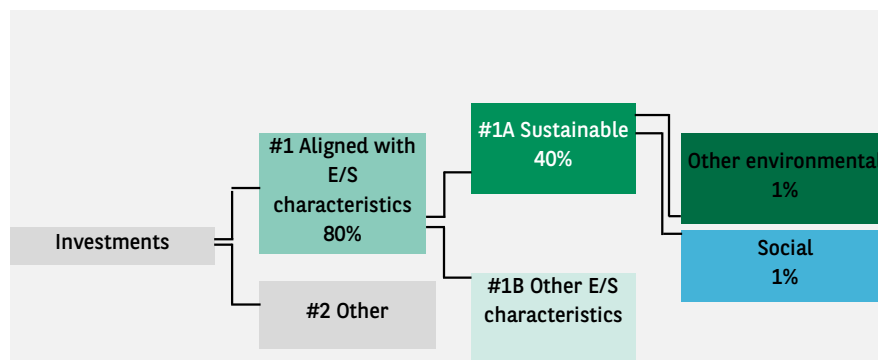 #1A Sustainable
40%
#1 Aligned with
E/S
characteristics
80%
Other environmental
1%
Investments
Social
1%
#1B Other E/S
characteristics
#2 Other